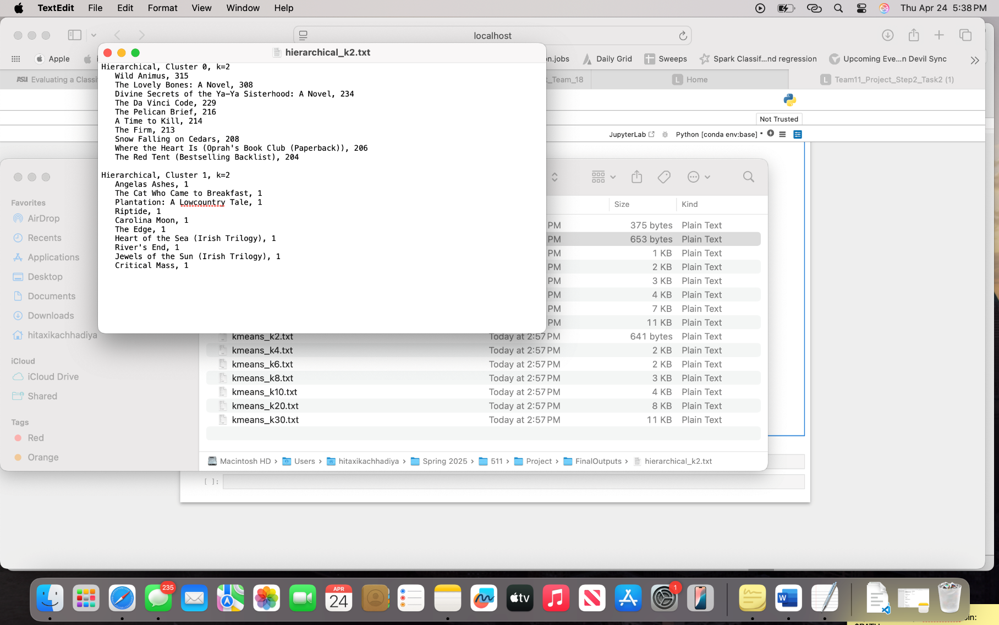 TextEdit File Edit Format View Window Help Thu Apr 24 5:38 PM
localhost
Apple
n.jobs Daily Grid Sweeps Spark Classif...nd regression Upcoming Eve...n Devil Sync
ASU Evaluating a Classi
_Team_18 L Home L Team11_Project_Step2_Task2 (1)
Not Trusted
JupyterLab Python [conda env:base] *
hierarchical_k2.txt
Hierarchical, Cluster 0, k=2
Wild Animus, 315
The Lovely Bones: A Novel, 308
Divine Secrets of the Ya-Ya Sisterhood: A Novel, 234
The Da Vinci Code, 229
The Pelican Brief, 216
A Time to Kill, 214
The Firm, 213
Snow Falling on Cedars, 208
Where the Heart Is (Oprah's Book Club (Paperback)), 206
The Red Tent (Bestselling Backlist), 204
Hierarchical, Cluster 1, k=2
Angelas Ashes, 1
The Cat Who Came to Breakfast, 1
Plantation: A Lowcountry Tale, 1
Riptide, 1
Carolina Moon, 1
The Edge, 1
Heart of the Sea (Irish Trilogy), 1
River's End, 1
Jewels of the Sun (Irish Trilogy), 1
Critical Mass, 1
Favorites
AirDrop
Recents
Applications
Desktop
Documents
Downloads
hitaxikachhadiya
iCloud
iCloud Drive
Shared
Tags
Red
Orange
Size Kind
PM 375 bytes Plain Text
PM 653 bytes Plain Text
PM 1 KB Plain Text
PM 2 KB Plain Text
PM 3 KB Plain Text
PM 4 KB Plain Text
PM 7 KB Plain Text
PM 11 KB Plain Text
kmeans_k2.txt Today at 2:57 PM 641 bytes Plain Text
kmeans_k4.txt Today at 2:57 PM 2 KB Plain Text
kmeans_k6.txt Today at 2:57 PM 2 KB Plain Text
kmeans_k8.txt Today at 2:57 PM 3 KB Plain Text
kmeans_k10.txt Today at 2:57 PM 4 KB Plain Text
kmeans_k20.txt Today at 2:57 PM 8 KB Plain Text
kmeans_k30.txt Today at 2:57 PM 11 KB Plain Text
Macintosh HD › Users › hitaxikachhadiya › Spring 2025 › 511 › Project › FinalOutputs › hierarchical_k2.txt
[ ]:
235
APR
24
tv
1
W
in: